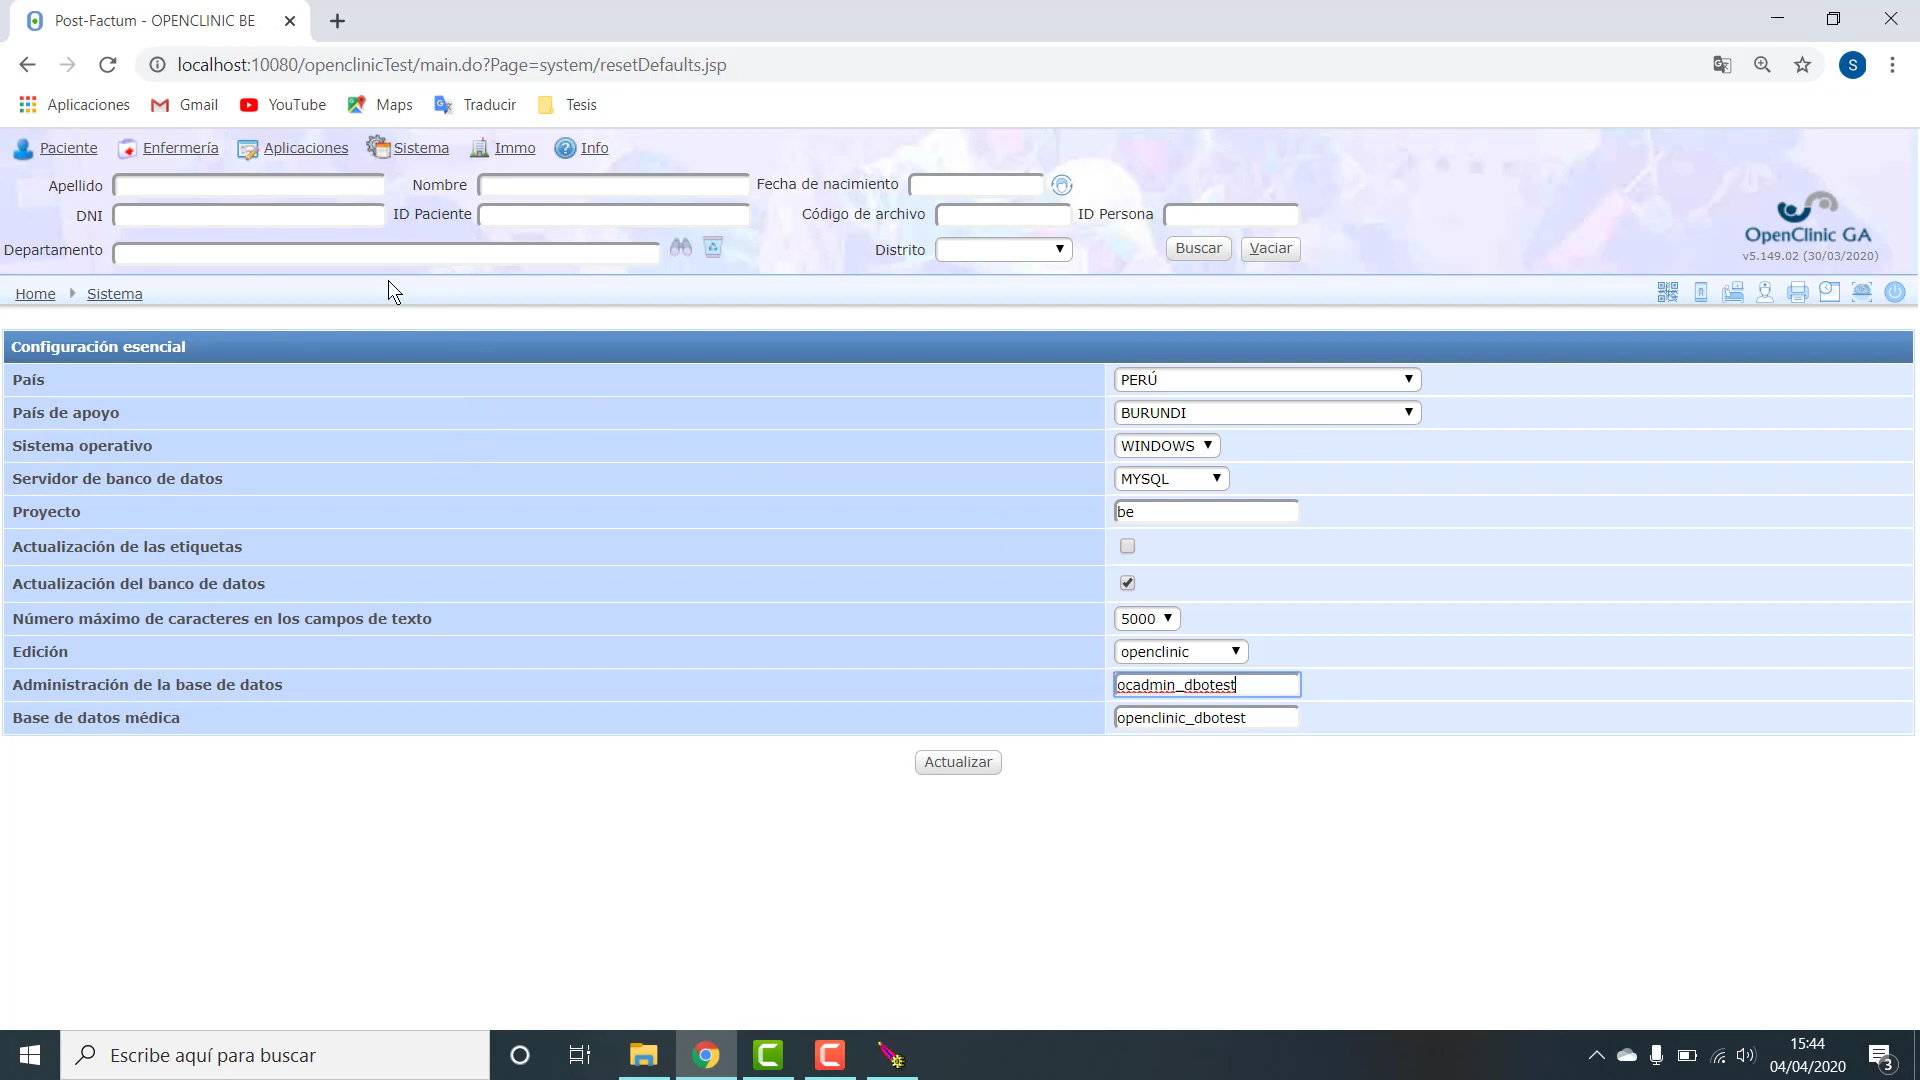 Post-Factum - OPENCLINIC BE
localhost:10080/openclinicTest/main.do?Page=system/resetDefaults.jsp
S
Aplicaciones Gmail YouTube Maps Traducir Tesis
Paciente Enfermería Aplicaciones Sistema Immo Info
Apellido Nombre Fecha de nacimiento
DNI ID Paciente Código de archivo ID Persona
Departamento Distrito Buscar Vaciar
OpenClinic GA
v5.149.02 (30/03/2020)
Home Sistema
Configuración esencial
País PERÚ
País de apoyo BURUNDI
Sistema operativo WINDOWS
Servidor de banco de datos MYSQL
Proyecto be
Actualización de las etiquetas
Actualización del banco de datos
Número máximo de caracteres en los campos de texto 5000
Edición openclinic
Administración de la base de datos ocadmin_dbotest
Base de datos médica openclinic_dbotest
Actualizar
Escribe aquí para buscar
15:44
04/04/2020
3